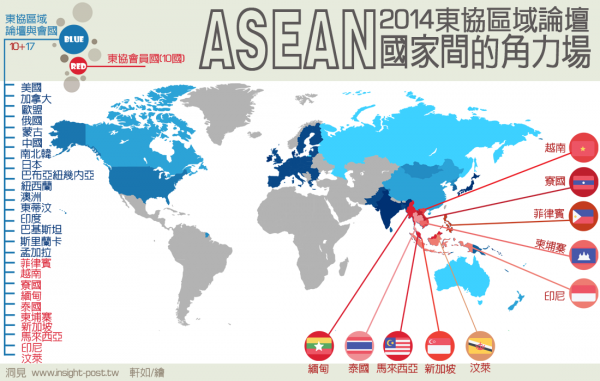 東協區域
論壇與會國
10+17
BLUE
RED
東協會員國(10國)
ASEAN
2014東協區域論壇
國家間的角力場
美國
加拿大
歐盟
俄國
蒙古
中國
南北韓
日本
巴布亞紐幾內亞
紐西蘭
澳洲
東蒂汶
印度
巴基斯坦
斯里蘭卡
孟加拉
菲律賓
越南
寮國
緬甸
泰國
柬埔寨
新加坡
馬來西亞
印尼
汶萊
越南
寮國
菲律賓
柬埔寨
印尼
緬甸
泰國
馬來西亞
新加坡
汶萊
洞見 www.insight-post.tw 軒如/繪